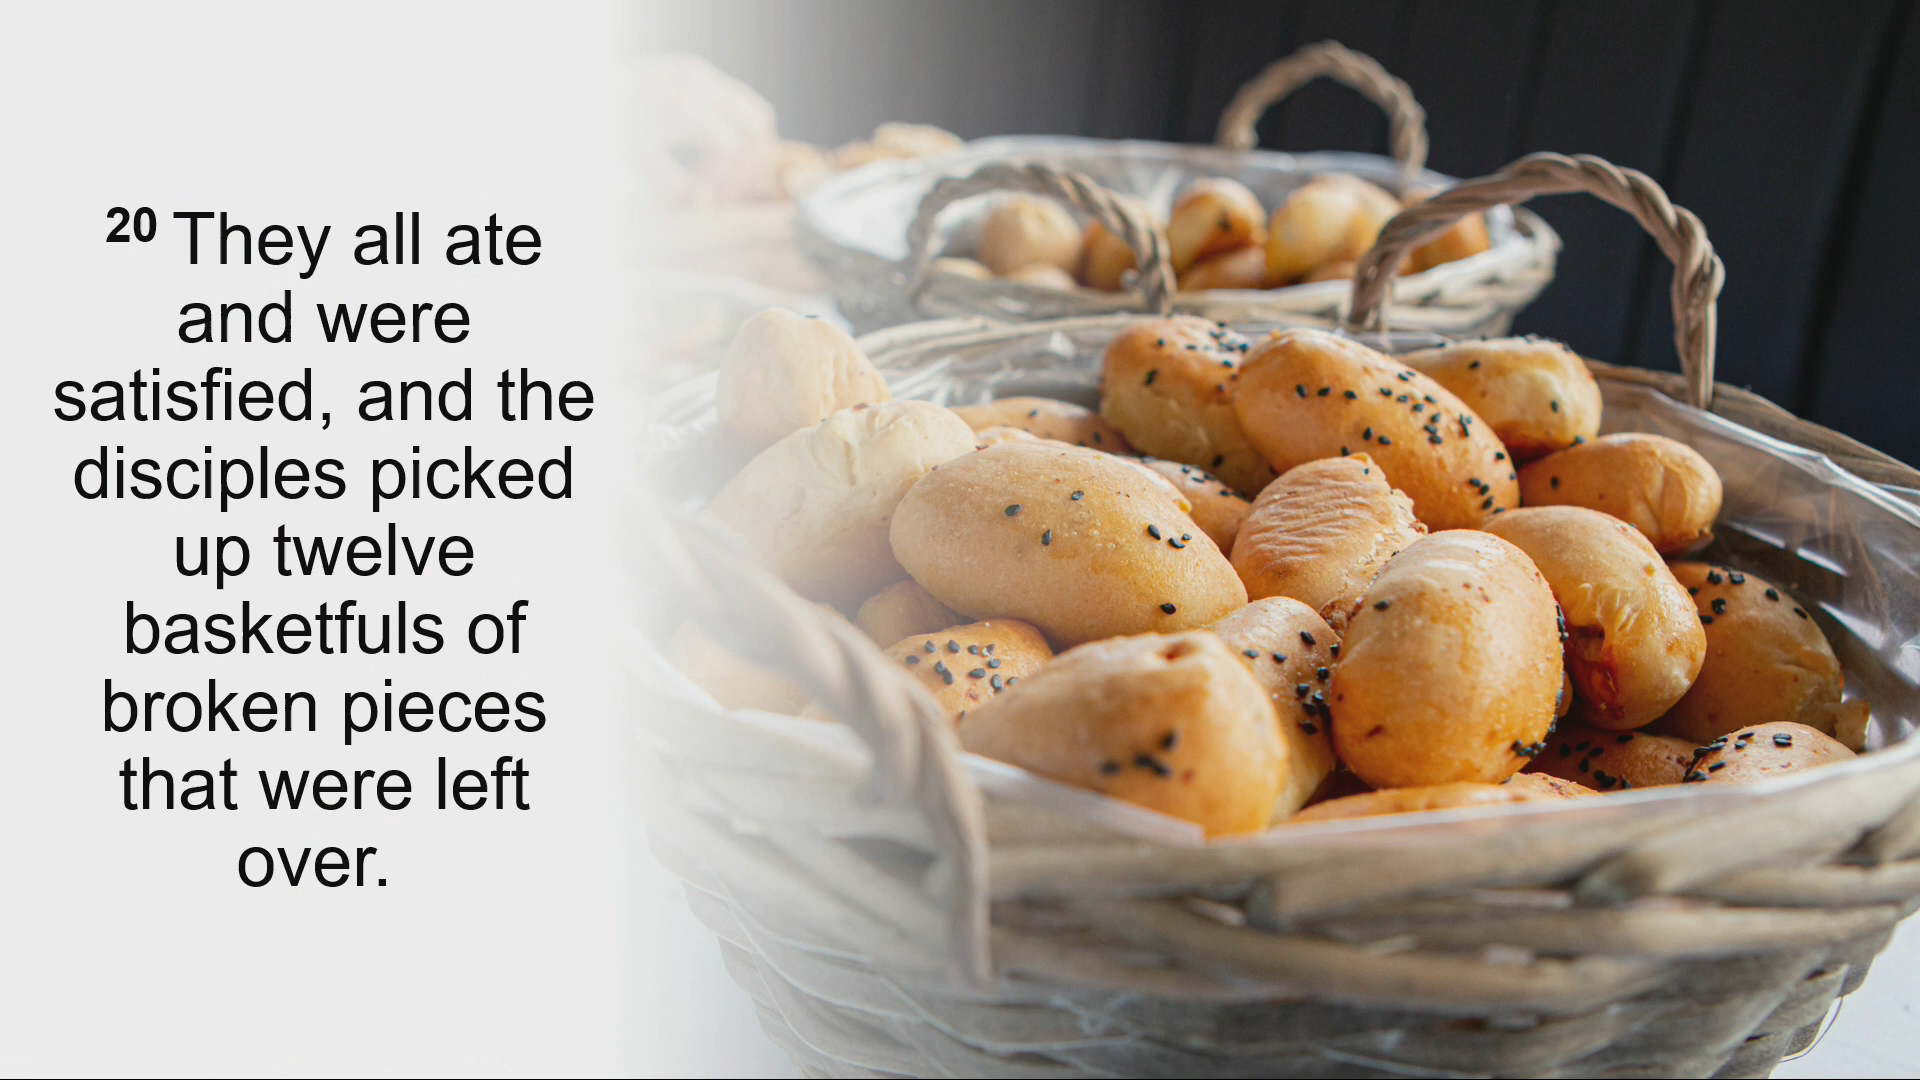 20 They all ate
and were
satisfied, and the
disciples picked
up twelve
basketfuls of
broken pieces
that were left
over.